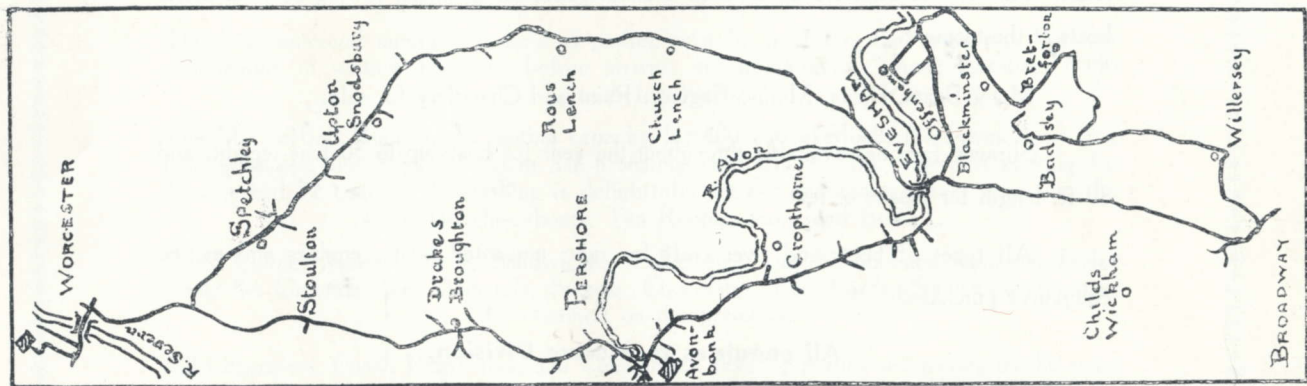 WORCESTER
R. Severn
Spetchley
Stoulton
Upton
Snodsbury
Drakes
Broughton
PERSHORE
Avon-
bank
Rous
Lench
Church
Lench
R. AVON
Cropthorne
EVESHAM
Offenham
Blakminster
Badsey
Bret-
forton
Childs
Wickham
Willersey
BROADWAY